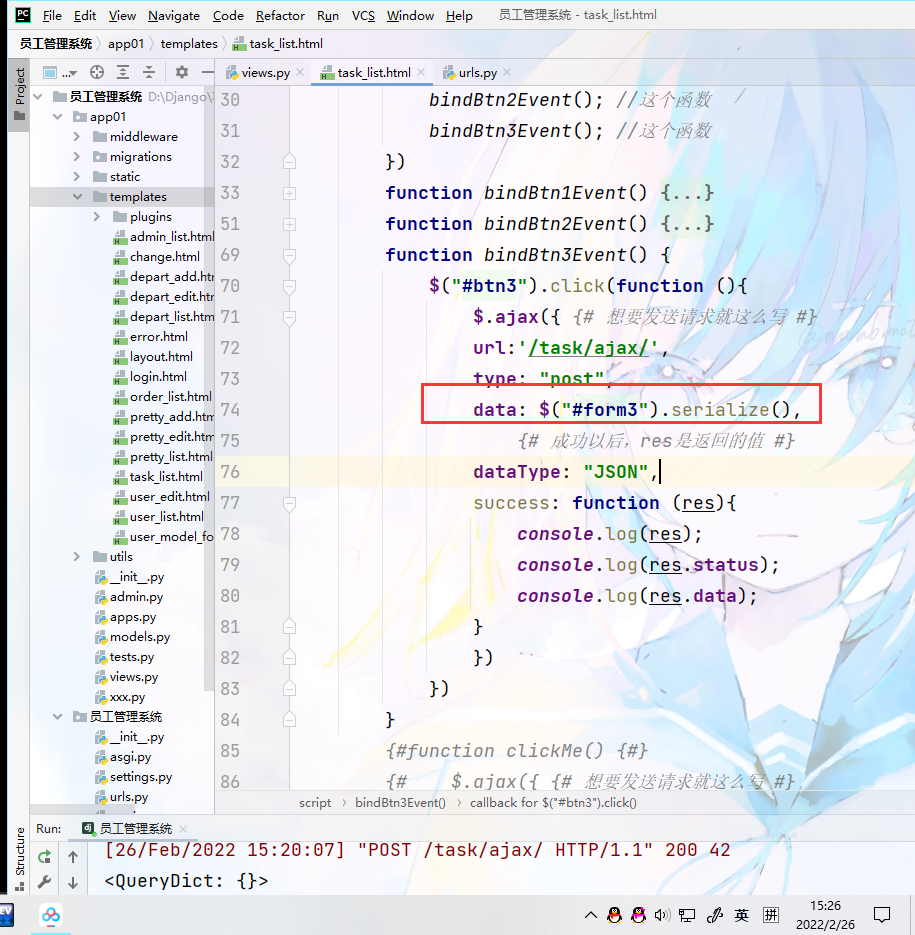 PC File Edit View Navigate Code Refactor Run VCS Window Help 员工管理系统 - task_list.html
员工管理系统 app01 templates task_list.html
views.py task_list.html urls.py
Project
员工管理系统 D:\Django\
app01
middleware
migrations
static
templates
plugins
admin_list.html
change.html
depart_add.ht
depart_edit.htr
depart_list.htm
error.html
layout.html
login.html
order_list.html
pretty_add.htm
pretty_edit.htm
pretty_list.html
task_list.html
user_edit.html
user_list.html
user_model_fo
utils
__init__.py
admin.py
apps.py
models.py
tests.py
views.py
xxx.py
员工管理系统
__init__.py
asgi.py
settings.py
urls.py
30 bindBtn2Event(); //这个函数 /
31 bindBtn3Event(); //这个函数
32 })
33 function bindBtn1Event() {...}
51 function bindBtn2Event() {...}
69 function bindBtn3Event() {
70 $("#btn3").click(function (){
71 $.ajax({ {# 想要发送请求就这么写 #}
72 url:'/task/ajax/',
73 type: "post",
74 data: $("#form3").serialize(),
75 {# 成功以后，res是返回的值 #}
76 dataType: "JSON",
77 success: function (res){
78 console.log(res);
79 console.log(res.status);
80 console.log(res.data);
81 }
82 })
83 })
84 }
85 {#function clickMe() {#}
86 {# $.ajax({ {# 想要发送请求就这么写 #}
script bindBtn3Event() callback for $("#btn3").click()
Structure
Run: dj 员工管理系统
[26/Feb/2022 15:20:07] "POST /task/ajax/ HTTP/1.1" 200 42
<QueryDict: {}>
英 拼 15:26
2022/2/26